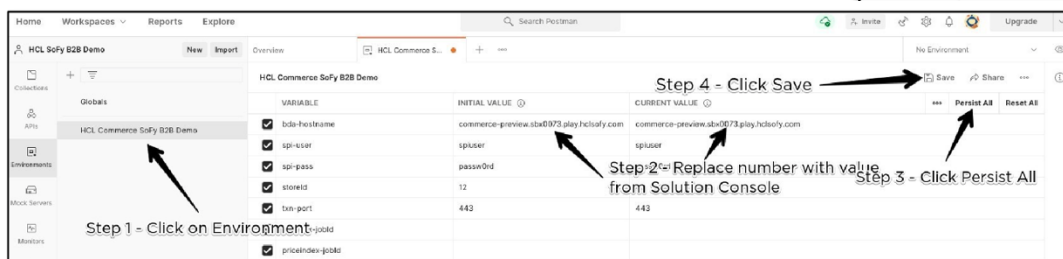 Home Workspaces Reports Explore Search Postman Invite Upgrade
HCL SoFy B2B Demo New Import Overview HCL Commerce S... No Environment
Collections
HCL Commerce SoFy B2B Demo Step 4 - Click Save Save Share
Globals
VARIABLE INITIAL VALUE CURRENT VALUE Persist All Reset All
APIs
HCL Commerce SoFy B2B Demo
bda-hostname commerce-preview.sbx0073.play.hclsofy.com commerce-preview.sbx0073.play.hclsofy.com
Environments
spi-user spiuser spiuser
spi-pass passw0rd
Step 2 - Replace number with value
from Solution Console
Step 3 - Click Persist All
Mock Servers
storeId 12
txn-port 443 443
Step 1 - Click on Environment
-jobId
Monitors
priceindex-jobId